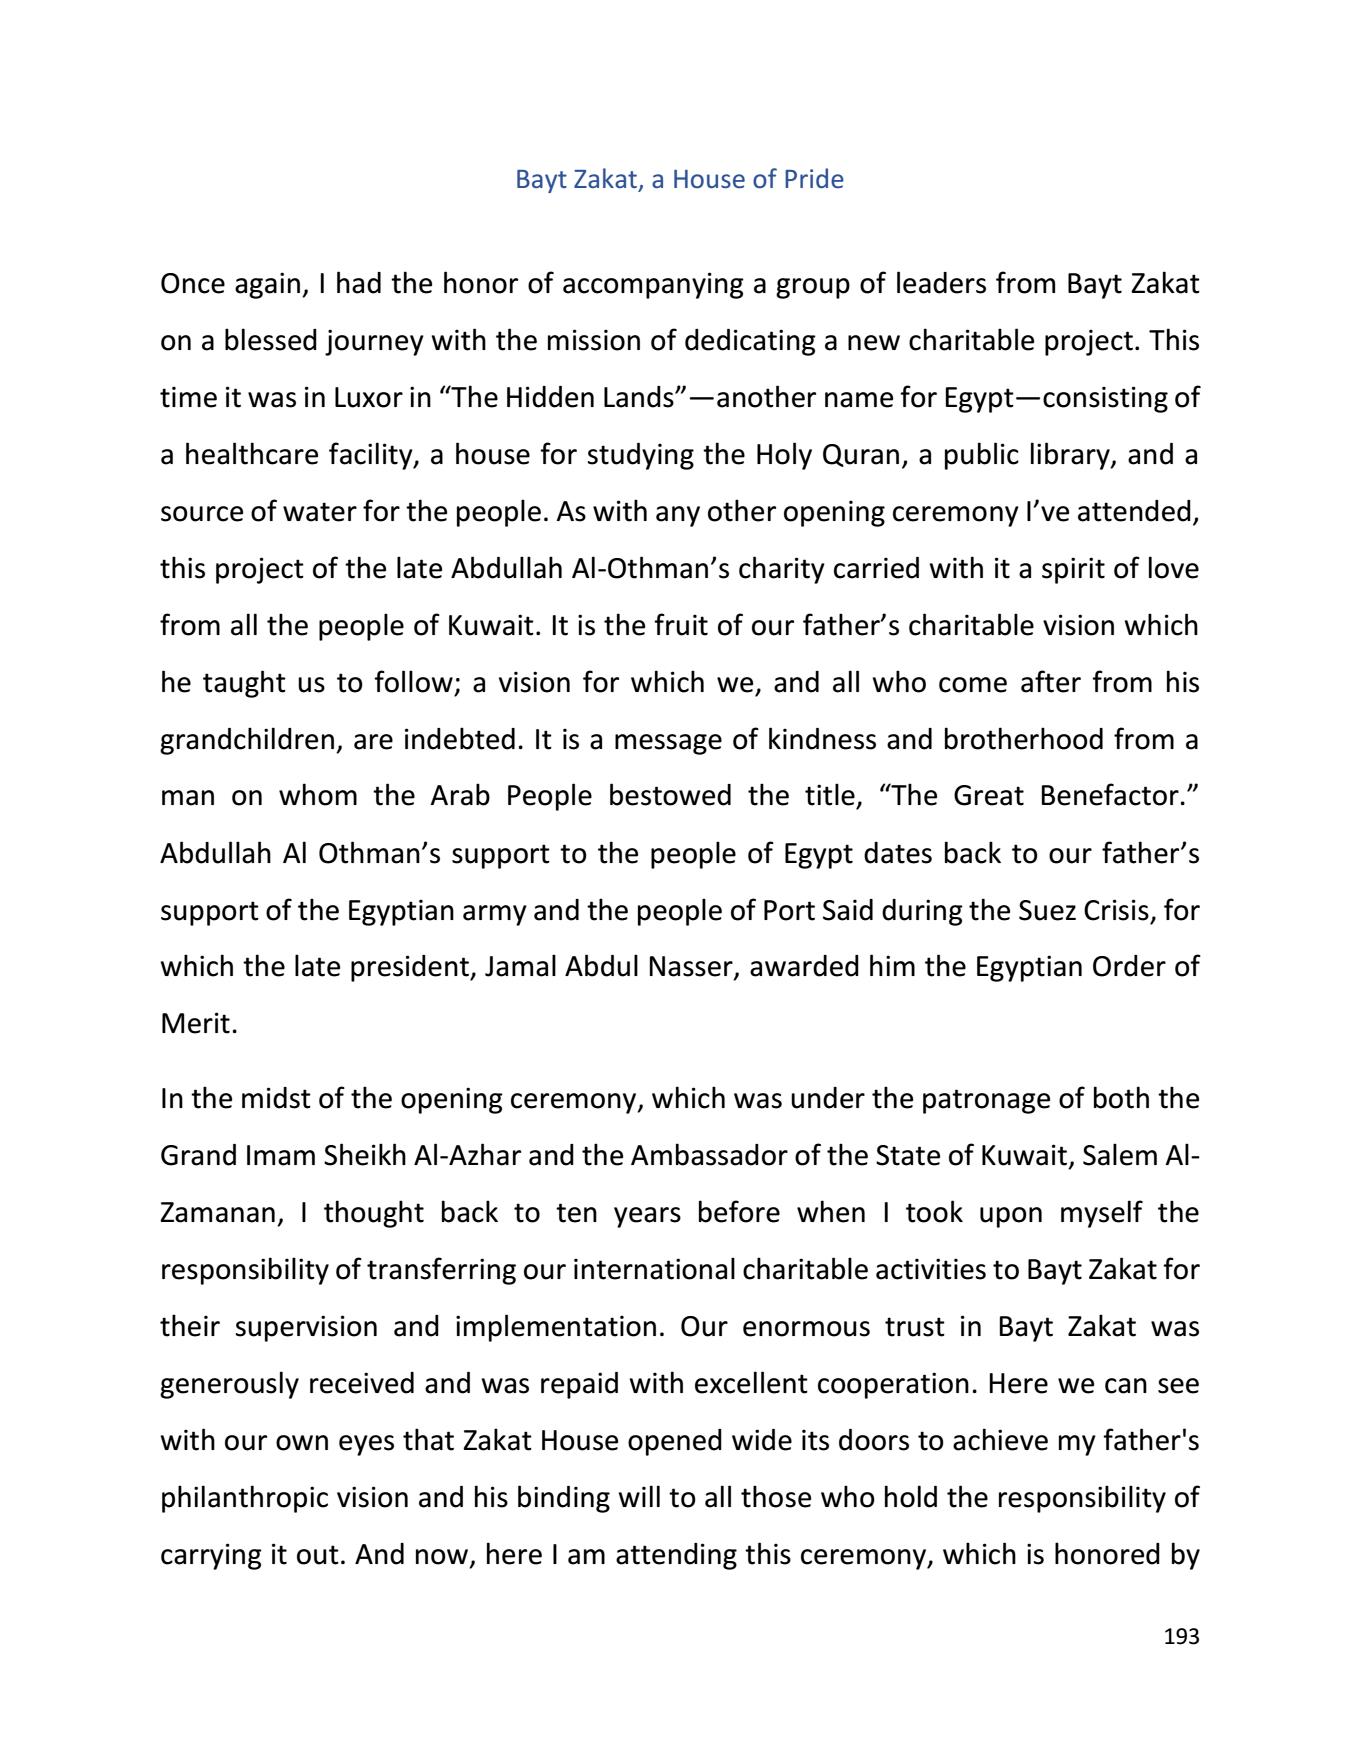 Bayt Zakat, a House of Pride
Once again, I had the honor of accompanying a group of leaders from Bayt Zakat
on a blessed journey with the mission of dedicating a new charitable project. This
time it was in Luxor in “The Hidden Lands”—another name for Egypt—consisting of
a healthcare facility, a house for studying the Holy Quran, a public library, and a
source of water for the people. As with any other opening ceremony I’ve attended,
this project of the late Abdullah Al-Othman’s charity carried with it a spirit of love
from all the people of Kuwait. It is the fruit of our father’s charitable vision which
he taught us to follow; a vision for which we, and all who come after from his
grandchildren, are indebted. It is a message of kindness and brotherhood from a
man on whom the Arab People bestowed the title, “The Great Benefactor.”
Abdullah Al Othman’s support to the people of Egypt dates back to our father’s
support of the Egyptian army and the people of Port Said during the Suez Crisis, for
which the late president, Jamal Abdul Nasser, awarded him the Egyptian Order of
Merit.
In the midst of the opening ceremony, which was under the patronage of both the
Grand Imam Sheikh Al-Azhar and the Ambassador of the State of Kuwait, Salem Al-
Zamanan, I thought back to ten years before when I took upon myself the
responsibility of transferring our international charitable activities to Bayt Zakat for
their supervision and implementation. Our enormous trust in Bayt Zakat was
generously received and was repaid with excellent cooperation. Here we can see
with our own eyes that Zakat House opened wide its doors to achieve my father's
philanthropic vision and his binding will to all those who hold the responsibility of
carrying it out. And now, here I am attending this ceremony, which is honored by
193